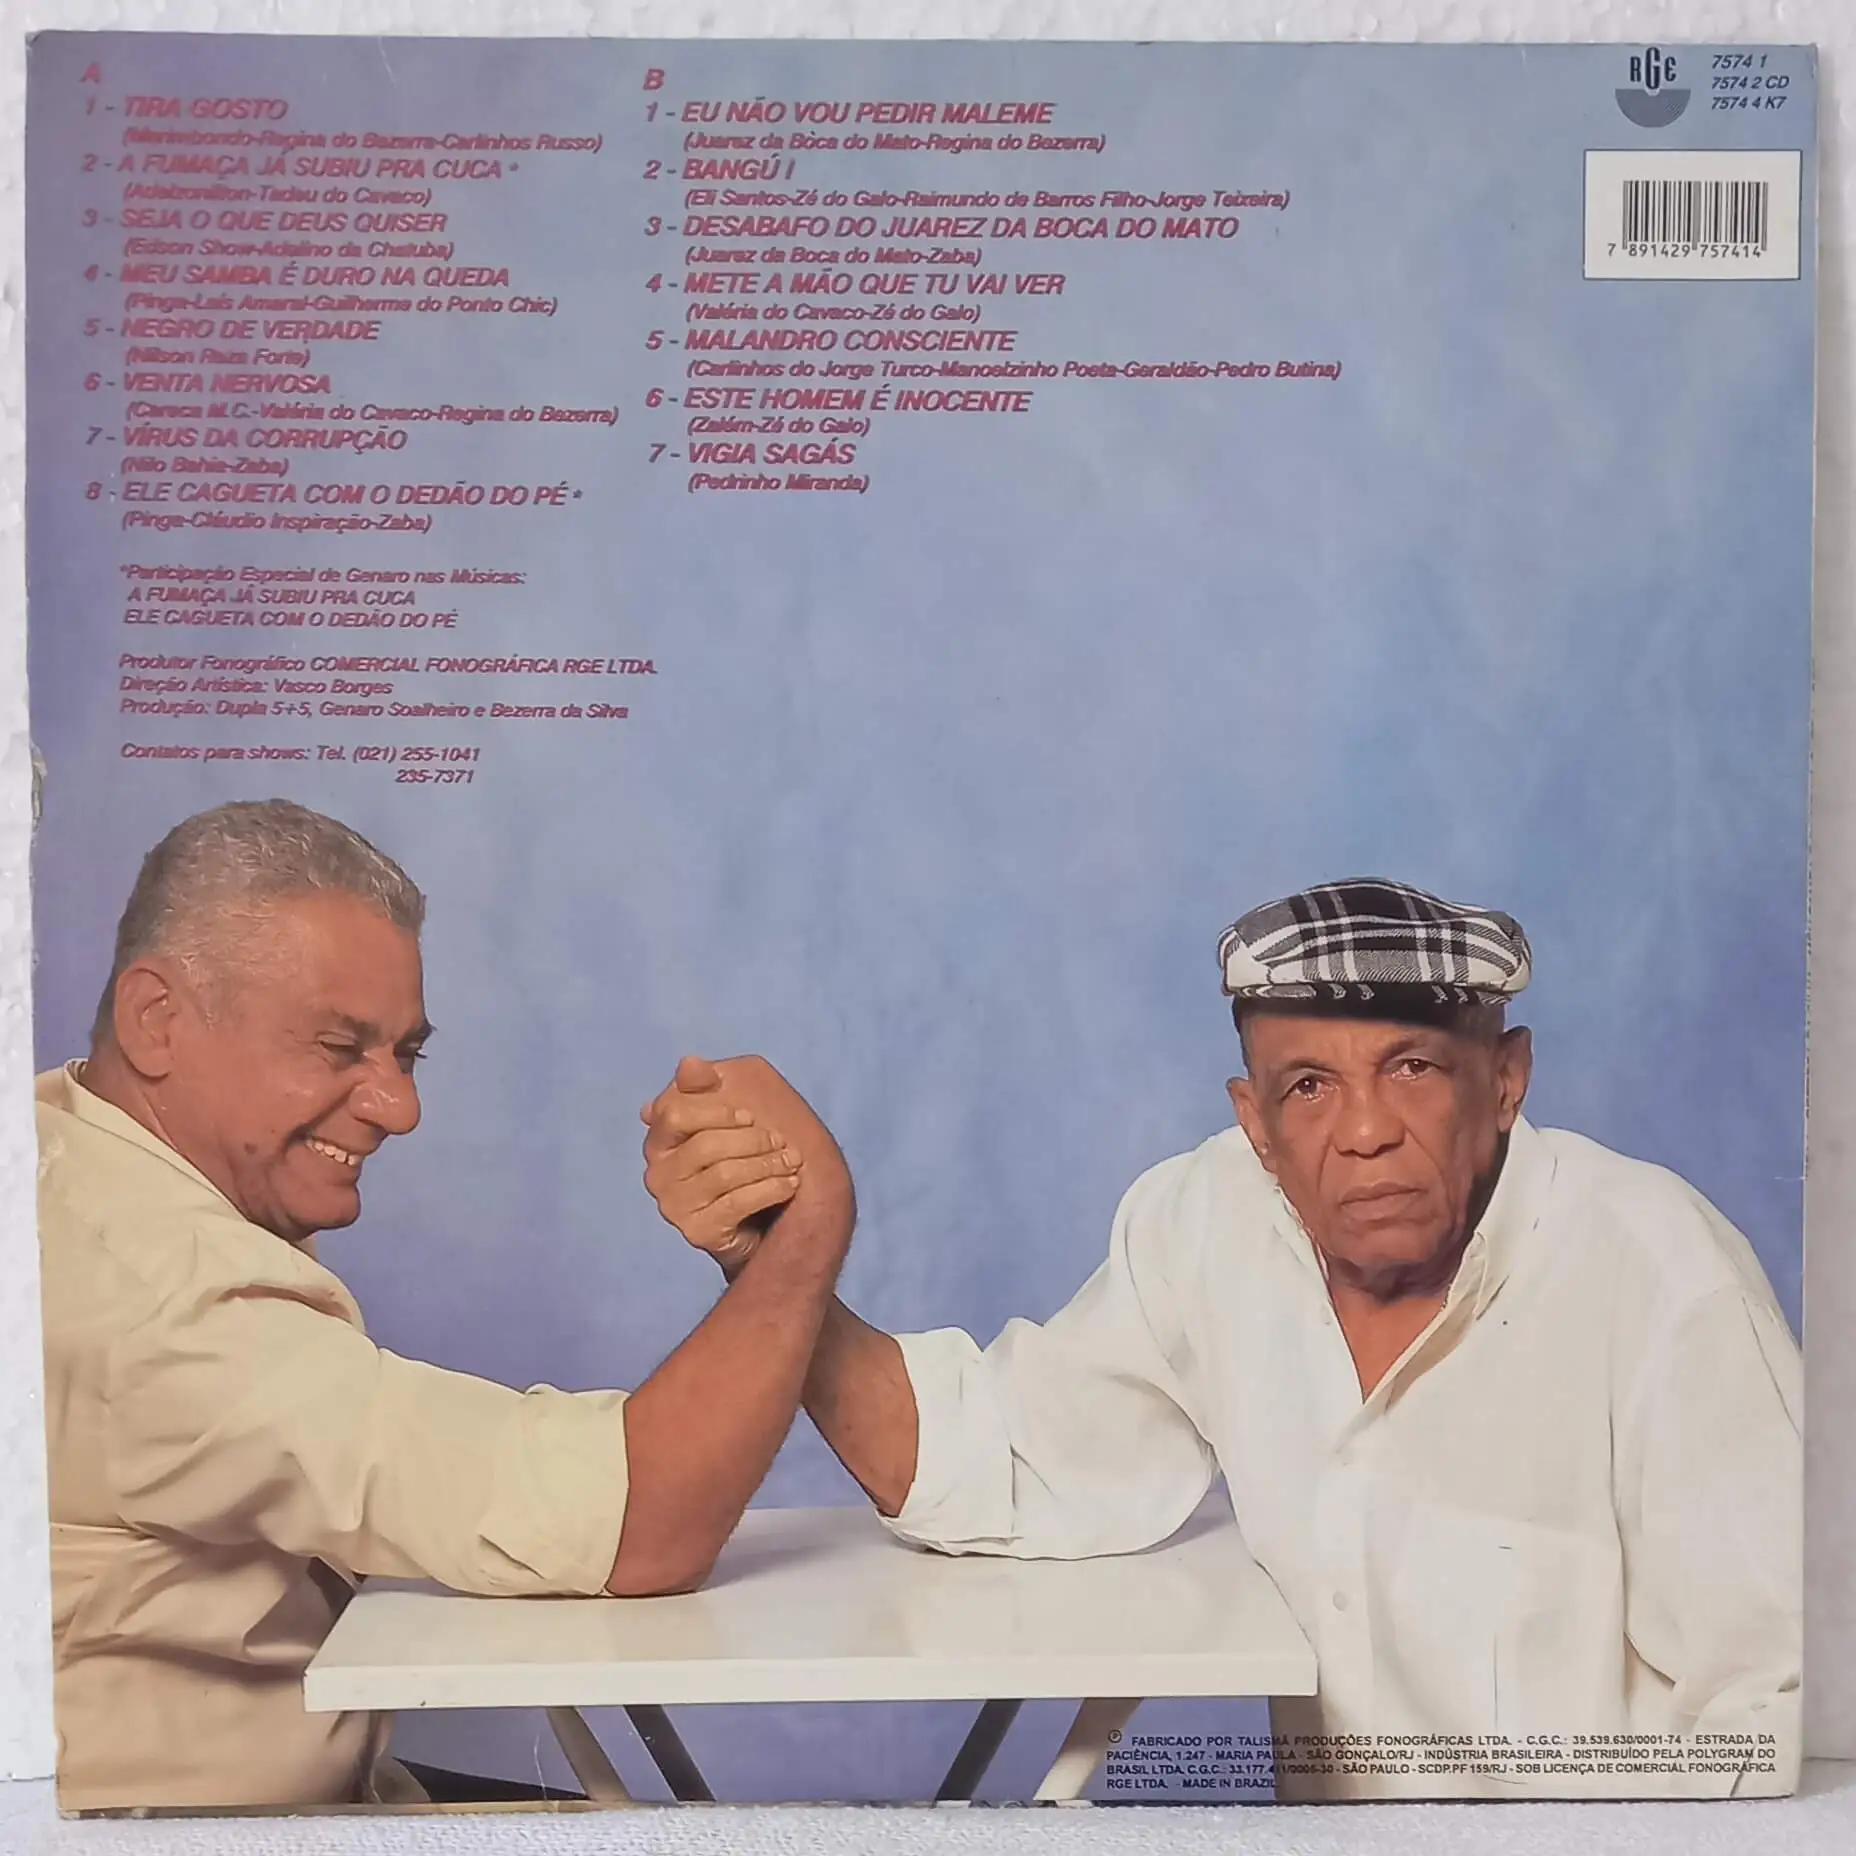 A
1 - TIRA GOSTO
(Marimbondo-Regina do Bezerra-Carlinhos Russo)
2 - A FUMAÇA JÁ SUBIU PRA CUCA *
(Adelzonilton-Tadeu do Cavaco)
3 - SEJA O QUE DEUS QUISER
(Edson Show-Adelino da Chatuba)
4 - MEU SAMBA É DURO NA QUEDA
(Pinga-Laís Amaral-Guilherme do Ponto Chic)
5 - NEGRO DE VERDADE
(Nilson Raza Forte)
6 - VENTA NERVOSA
(Careca M.C.-Valéria do Cavaco-Regina do Bezerra)
7 - VÍRUS DA CORRUPÇÃO
(Nilo Bahia-Zaba)
8 - ELE CAGUETA COM O DEDÃO DO PÉ *
(Pinga-Cláudio Inspiração-Zaba)
*Participação Especial de Genaro nas Músicas:
A FUMAÇA JÁ SUBIU PRA CUCA
ELE CAGUETA COM O DEDÃO DO PÉ
Produtor Fonográfico COMERCIAL FONOGRÁFICA RGE LTDA.
Direção Artística: Vasco Borges
Produção: Dupla 5+5, Genaro Soalheiro e Bezerra da Silva
Contatos para shows: Tel. (021) 255-1041
235-7371
B
1 - EU NÃO VOU PEDIR MALEME
(Juarez da Bòca do Mato-Regina do Bezerra)
2 - BANGÚ I
(Eli Santos-Zé do Galo-Raimundo de Barros Filho-Jorge Teixeira)
3 - DESABAFO DO JUAREZ DA BOCA DO MATO
(Juarez da Boca do Mato-Zaba)
4 - METE A MÃO QUE TU VAI VER
(Valéria do Cavaco-Zé do Galo)
5 - MALANDRO CONSCIENTE
(Carlinhos do Jorge Turco-Manoelzinho Poeta-Geraldão-Pedro Butina)
6 - ESTE HOMEM É INOCENTE
(Zalém-Zé do Galo)
7 - VIGIA SAGÁS
(Pedrinho Miranda)
RGE
7574 1
7574 2 CD
7574 4 K7
7 891429 757414
Ⓟ FABRICADO POR TALISMÃ PRODUÇÕES FONOGRÁFICAS LTDA. - C.G.C.: 39.539.630/0001-74 - ESTRADA DA
PACIÊNCIA, 1.247 - MARIA PAULA - SÃO GONÇALO/RJ - INDÚSTRIA BRASILEIRA - DISTRIBUÍDO PELA POLYGRAM DO
BRASIL LTDA. C.G.C.: 33.177.411/0005-30 - SÃO PAULO - SCDP.PF 159/RJ - SOB LICENÇA DE COMERCIAL FONOGRÁFICA
RGE LTDA. - MADE IN BRAZIL